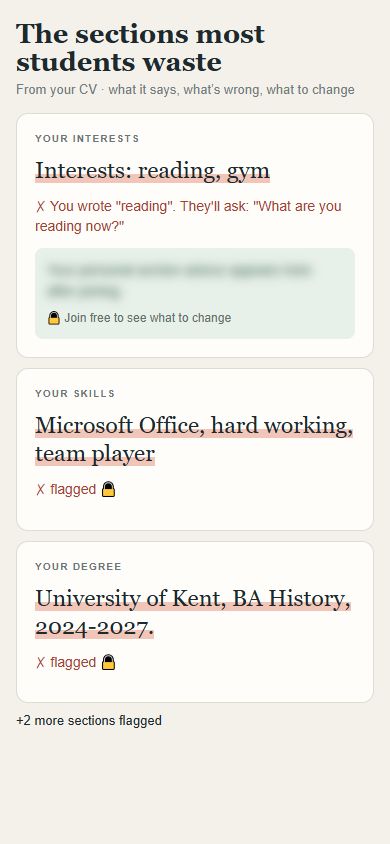 The sections most
students waste
From your CV · what it says, what's wrong, what to change
YOUR INTERESTS
Interests: reading, gym
✗ You wrote "reading". They'll ask: "What are you
reading now?"
🔒 Join free to see what to change
YOUR SKILLS
Microsoft Office, hard working,
team player
✗ flagged 🔒
YOUR DEGREE
University of Kent, BA History,
2024-2027.
✗ flagged 🔒
+2 more sections flagged